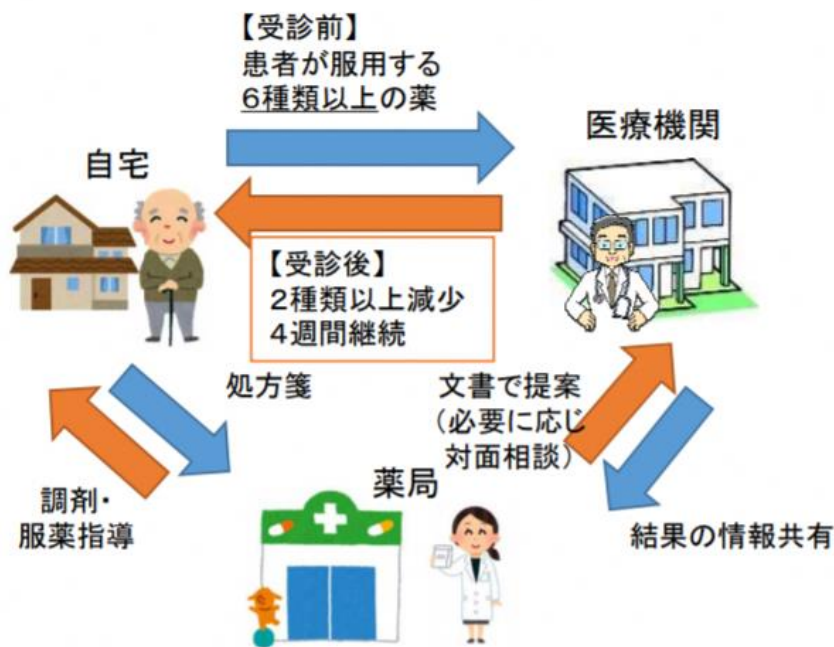 【受診前】
患者が服用する
6種類以上の薬
医療機関
自宅
【受診後】
2種類以上減少
4週間継続
処方箋
文書で提案
(必要に応じ
対面相談)
薬局
調剤・
服薬指導
結果の情報共有